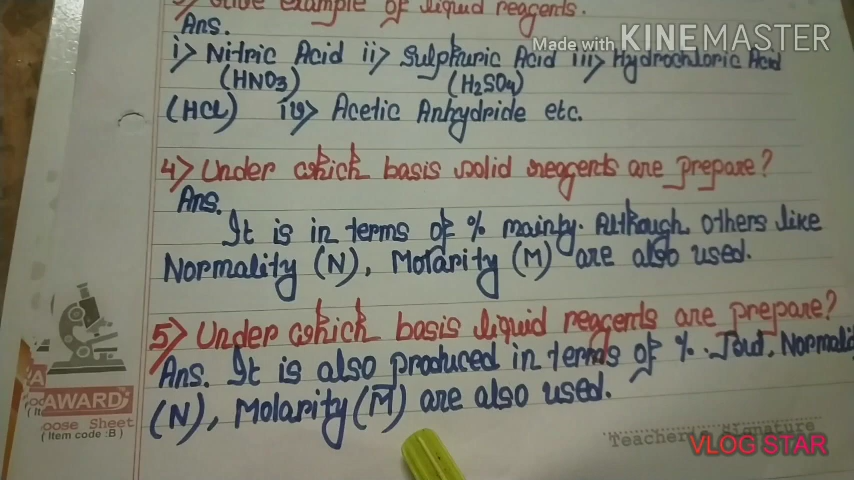 3> Give example of liquid reagents.
Ans.
Made with KINEMASTER
i> Nitric Acid ii> Sulphuric Acid iii> Hydrochloric Acid
(HNO3) (H2SO4)
(HCl) iv> Acetic Anhydride etc.
4> Under which basis solid reagents are prepare?
Ans.
It is in terms of % mainly. Although others like
Normality (N), Molarity (M) are also used.
5> Under which basis liquid reagents are prepare?
Ans. It is also produced in terms of %. Normali
(N), Molarity (M) are also used.
AWARD
oose Sheet
( Item code :B )
Teacher's Signature
VLOG STAR